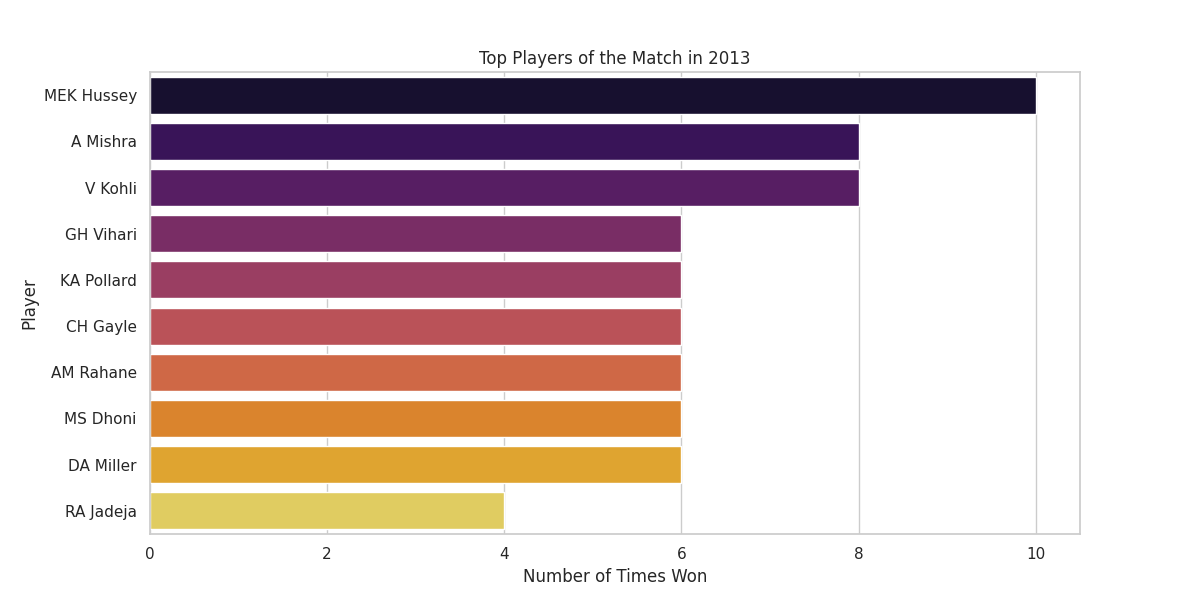 Top Players of the Match in 2013
MEK Hussey
A Mishra
V Kohli
GH Vihari
KA Pollard
CH Gayle
AM Rahane
MS Dhoni
DA Miller
RA Jadeja
Player
0 2 4 6 8 10
Number of Times Won